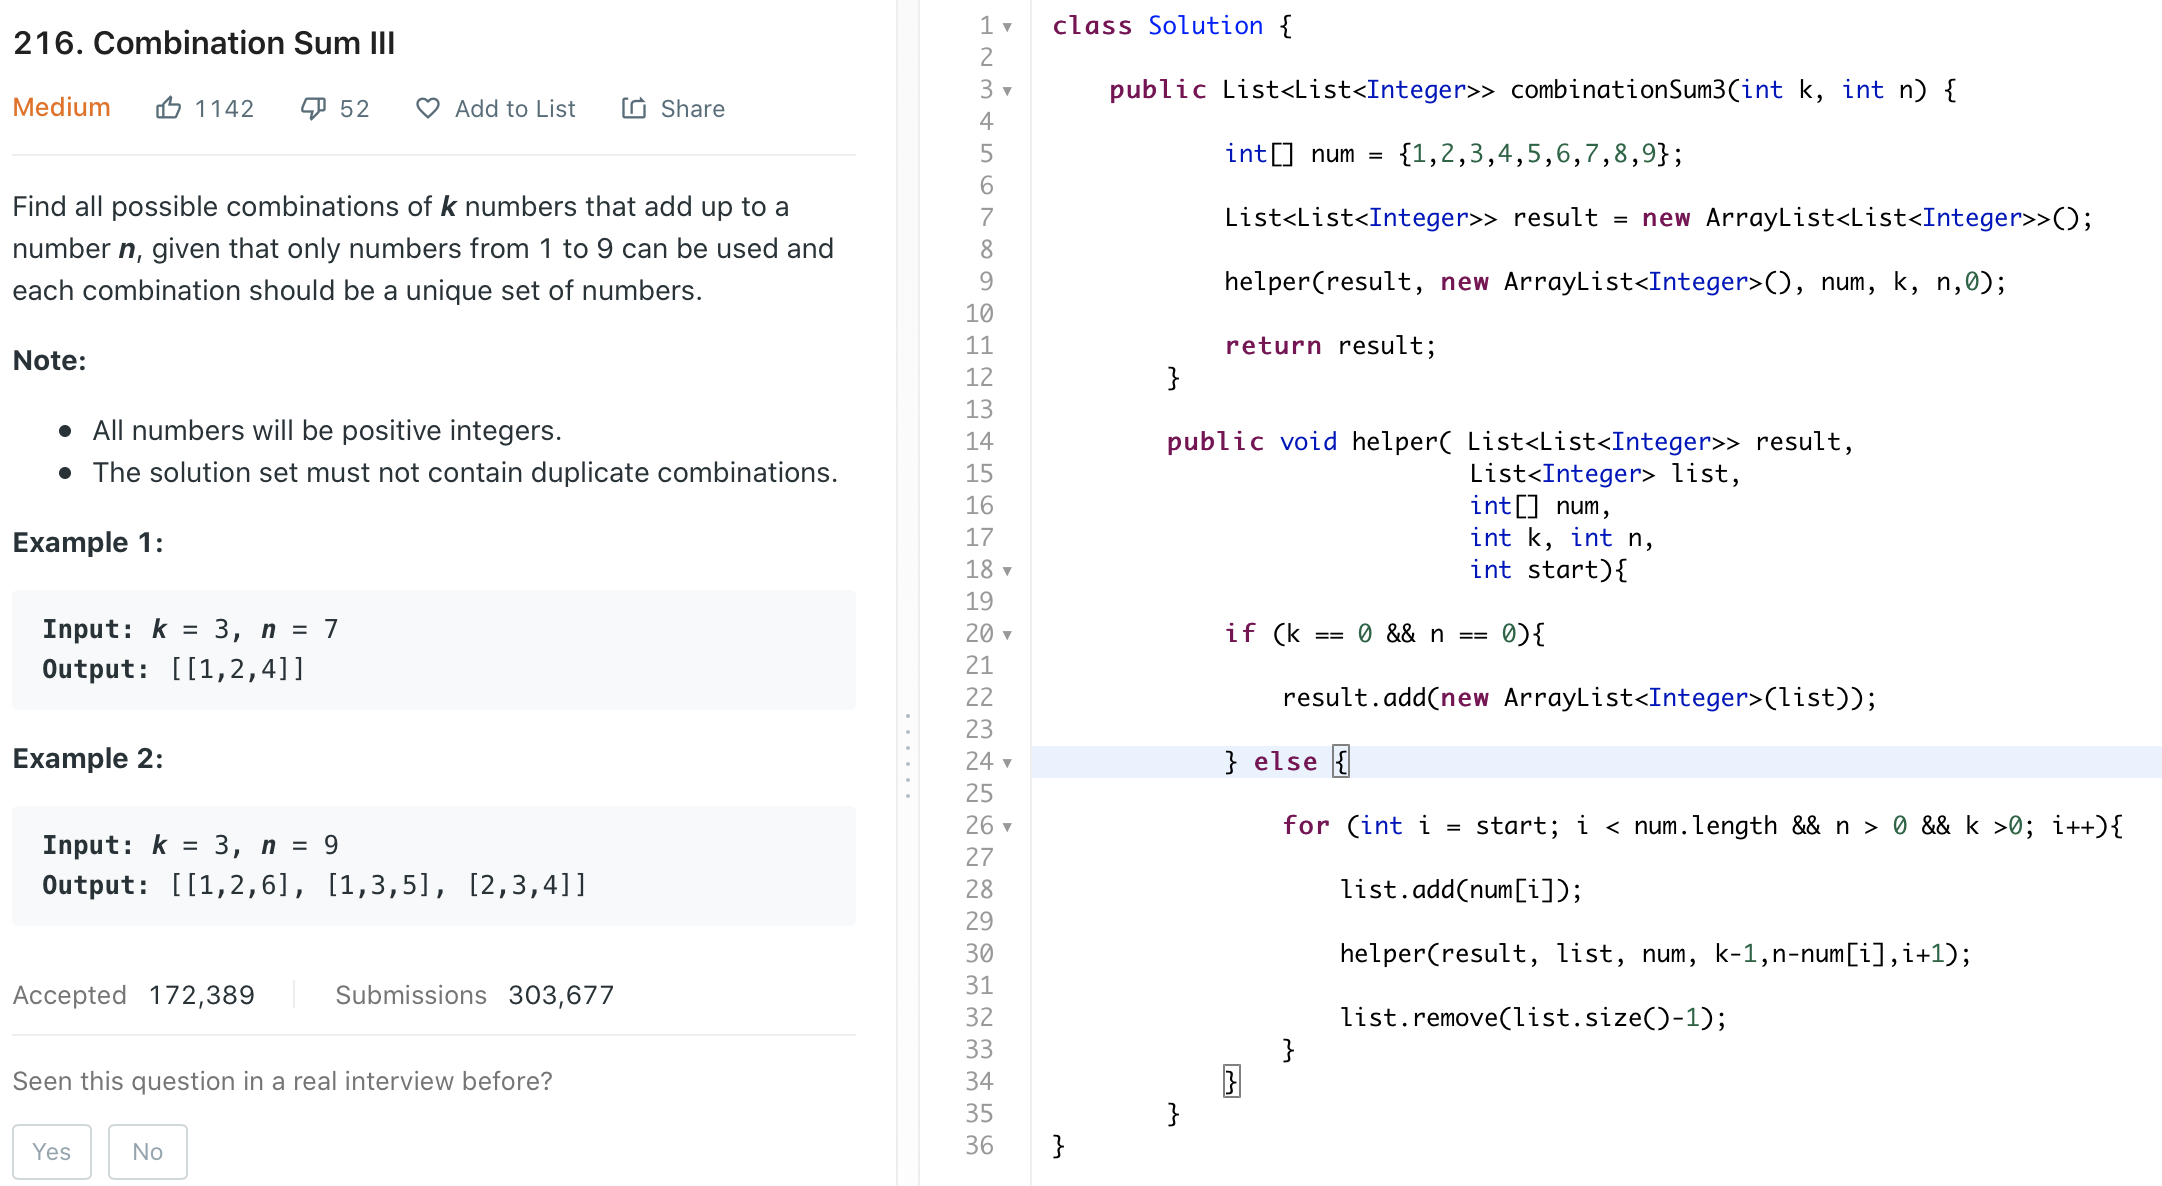 216. Combination Sum III
Medium 1142 52 Add to List Share
Find all possible combinations of k numbers that add up to a
number n, given that only numbers from 1 to 9 can be used and
each combination should be a unique set of numbers.
Note:
● All numbers will be positive integers.
● The solution set must not contain duplicate combinations.
Example 1:
Input: k = 3, n = 7
Output: [[1,2,4]]
Example 2:
Input: k = 3, n = 9
Output: [[1,2,6], [1,3,5], [2,3,4]]
Accepted 172,389 Submissions 303,677
Seen this question in a real interview before?
Yes No
1 class Solution {
2
3     public List<List<Integer>> combinationSum3(int k, int n) {
4
5             int[] num = {1,2,3,4,5,6,7,8,9};
6
7             List<List<Integer>> result = new ArrayList<List<Integer>>();
8
9             helper(result, new ArrayList<Integer>(), num, k, n,0);
10
11             return result;
12         }
13
14         public void helper( List<List<Integer>> result,
15                              List<Integer> list,
16                              int[] num,
17                              int k, int n,
18                              int start){
19
20             if (k == 0 && n == 0){
21
22                 result.add(new ArrayList<Integer>(list));
23
24             } else {
25
26                 for (int i = start; i < num.length && n > 0 && k >0; i++){
27
28                     list.add(num[i]);
29
30                     helper(result, list, num, k-1,n-num[i],i+1);
31
32                     list.remove(list.size()-1);
33                 }
34             }
35         }
36 }